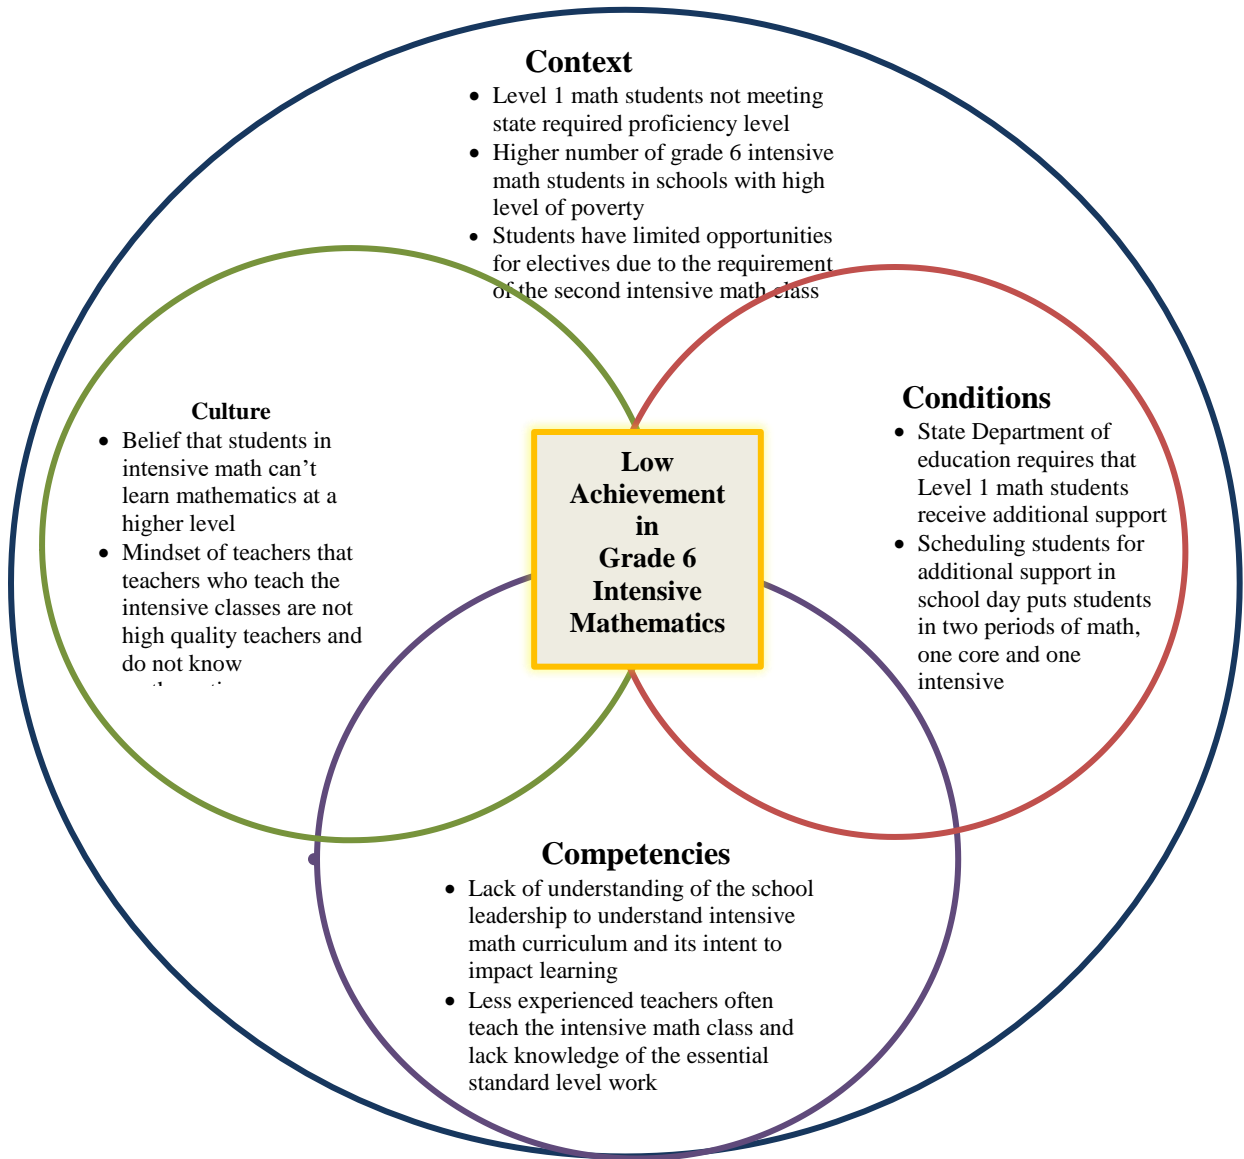 Context
• Level 1 math students not meeting
state required proficiency level
• Higher number of grade 6 intensive
math students in schools with high
level of poverty
• Students have limited opportunities
for electives due to the requirement
of the second intensive math class
Culture
• Belief that students in
intensive math can’t
learn mathematics at a
higher level
• Mindset of teachers that
teachers who teach the
intensive classes are not
high quality teachers and
do not know
Low
Achievement
in
Grade 6
Intensive
Mathematics
Conditions
• State Department of
education requires that
Level 1 math students
receive additional support
• Scheduling students for
additional support in
school day puts students
in two periods of math,
one core and one
intensive
Competencies
• Lack of understanding of the school
leadership to understand intensive
math curriculum and its intent to
impact learning
• Less experienced teachers often
teach the intensive math class and
lack knowledge of the essential
standard level work